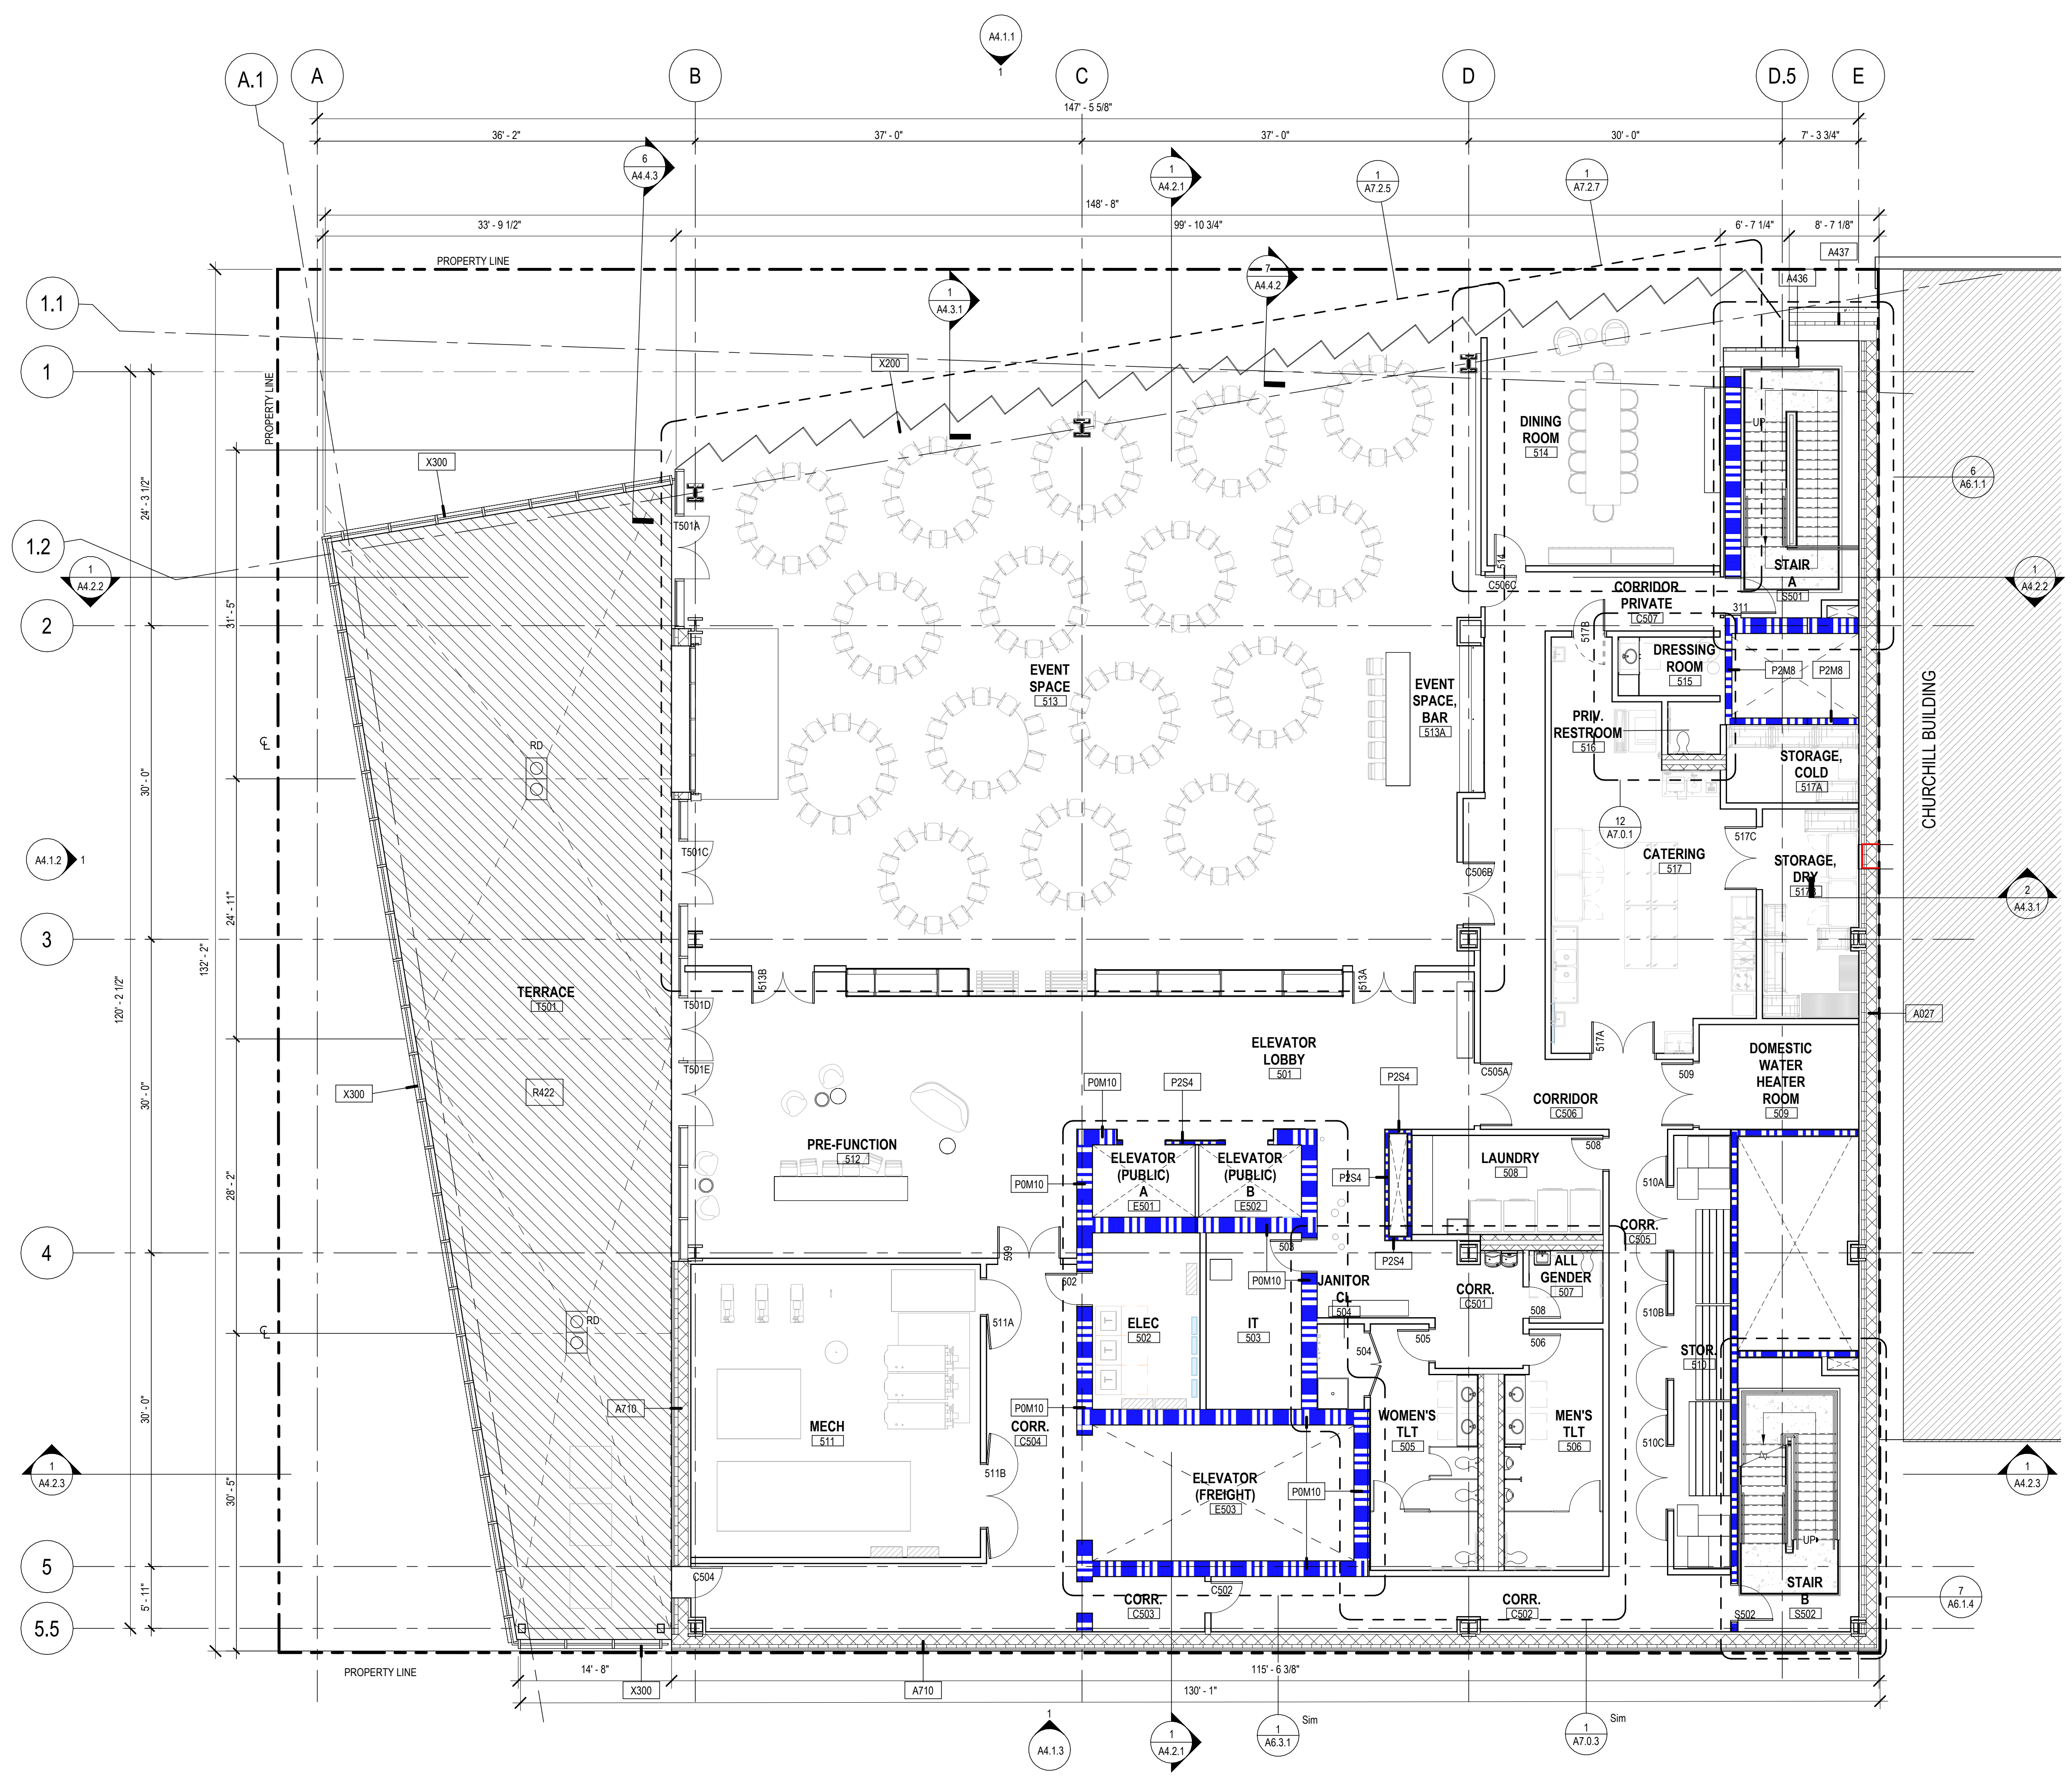 A4.1.1
1
A.1
A
B
C
D
D.5
E
147' - 5 5/8"
36' - 2"
37' - 0"
37' - 0"
30' - 0"
7' - 3 3/4"
6
A4.4.3
1
A4.2.1
1
A7.2.5
1
A7.2.7
148' - 8"
33' - 9 1/2"
99' - 10 3/4"
6' - 7 1/4"
8' - 7 1/8"
A437
A436
PROPERTY LINE
7
A4.4.2
1
A4.3.1
1.1
1
X200
PROPERTY LINE
DINING
ROOM
514
UP
X300
6
A6.1.1
24' - 3 1/2"
T501A
1.2
1
A4.2.2
514
C506C
STAIR
A
S501
1
A4.2.2
CORRIDOR
PRIVATE
C507
311
31' - 5"
2
517B
DRESSING
ROOM
515
P2M8
P2M8
EVENT
SPACE
513
EVENT
SPACE,
BAR
513A
PRIV.
RESTROOM
516
CHURCHILL BUILDING
RD
STORAGE,
COLD
517A
30' - 0"
12
A7.0.1
517C
A4.1.2
1
T501C
CATERING
517
STORAGE,
DRY
517B
C506B
2
A4.3.1
24' - 11"
3
132' - 2"
120' - 2 1/2"
513B
513A
TERRACE
T501
T501D
A027
ELEVATOR
LOBBY
501
517A
DOMESTIC
WATER
HEATER
ROOM
509
T501E
C505A
509
X300
R422
P0M10
P2S4
P2S4
30' - 0"
CORRIDOR
C506
PRE-FUNCTION
512
ELEVATOR
(PUBLIC)
A
E501
ELEVATOR
(PUBLIC)
B
E502
508
LAUNDRY
508
P0M10
P2S4
510A
28' - 2"
CORR.
C505
4
599
503
P2S4
602
P0M10
JANITOR
CL
504
CORR.
C501
ALL
GENDER
507
RD
511A
ELEC
502
IT
503
508
510B
505
506
504
STOR.
510
A710
P0M10
MECH
511
CORR.
C504
WOMEN'S
TLT
505
MEN'S
TLT
506
30' - 0"
510C
1
A4.2.3
511B
ELEVATOR
(FREIGHT)
E503
P0M10
1
A4.2.3
30' - 5"
UP
5
C504
C502
STAIR
B
S502
5' - 11"
CORR.
C503
CORR.
C502
S502
7
A6.1.4
5.5
PROPERTY LINE
14' - 8"
115' - 6 3/8"
X300
A710
130' - 1"
1
A4.1.3
1
A4.2.1
1
A6.3.1
Sim
1
A7.0.3
Sim